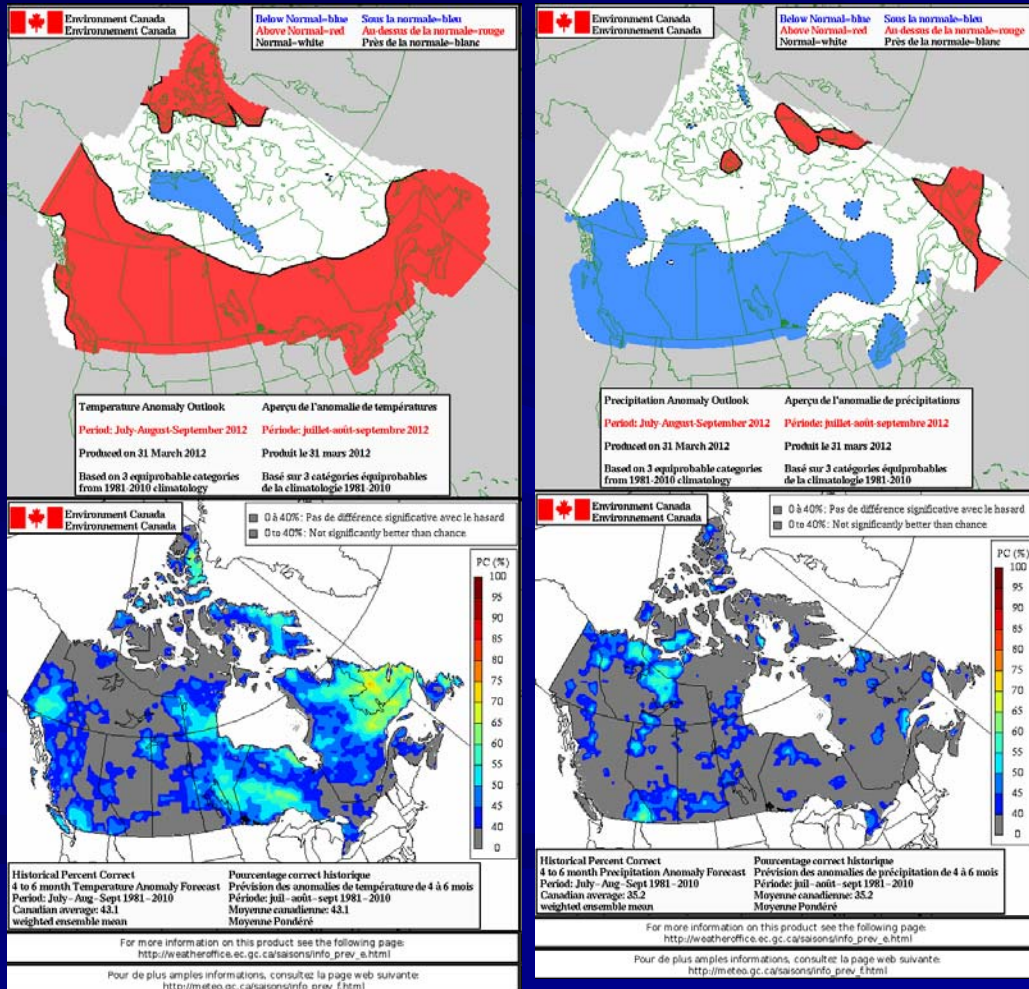 Environment Canada
Environnement Canada
Below Normal=blue Sous la normale=bleu
Above Normal=red Au-dessus de la normale=rouge
Normal=white Près de la normale=blanc
Temperature Anomaly Outlook Aperçu de l'anomalie de températures
Period: July-August-September 2012 Période: juillet-août-septembre 2012
Produced on 31 March 2012 Produit le 31 mars 2012
Based on 3 equiprobable categories Basé sur 3 catégories équiprobables
from 1981-2010 climatology de la climatologie 1981-2010
Environment Canada
Environnement Canada
Below Normal=blue Sous la normale=bleu
Above Normal=red Au-dessus de la normale=rouge
Normal=white Près de la normale=blanc
Precipitation Anomaly Outlook Aperçu de l'anomalie de précipitations
Period: July-August-September 2012 Période: juillet-août-septembre 2012
Produced on 31 March 2012 Produit le 31 mars 2012
Based on 3 equiprobable categories Basé sur 3 catégories équiprobables
from 1981-2010 climatology de la climatologie 1981-2010
Environment Canada
Environnement Canada
0 à 40%: Pas de différence significative avec le hasard
0 to 40%: Not significantly better than chance
PC (%)
100
95
90
85
80
75
70
65
60
55
50
45
40
0
Historical Percent Correct Pourcentage correct historique
4 to 6 month Temperature Anomaly Forecast Prévision des anomalies de température de 4 à 6 mois
Period: July-Aug-Sept 1981-2010 Période: juil-août-sept 1981-2010
Canadian average: 43.1 Moyenne canadienne: 43.1
weighted ensemble mean Moyenne Pondéré
For more information on this product see the following page:
http://weatheroffice.ec.gc.ca/saisons/info_prev_e.html
Pour de plus amples informations, consultez la page web suivante:
http://meteo.gc.ca/saisons/info_prev_f.html
Environment Canada
Environnement Canada
0 à 40%: Pas de différence significative avec le hasard
0 to 40%: Not significantly better than chance
PC (%)
100
95
90
85
80
75
70
65
60
55
50
45
40
0
Historical Percent Correct Pourcentage correct historique
4 to 6 month Precipitation Anomaly Forecast Prévision des anomalies de précipitations de 4 à 6 mois
Period: July-Aug-Sept 1981-2010 Période: juil-août-sept 1981-2010
Canadian average: 35.2 Moyenne canadienne: 35.2
weighted ensemble mean Moyenne Pondéré
For more information on this product see the following page:
http://weatheroffice.ec.gc.ca/saisons/info_prev_e.html
Pour de plus amples informations, consultez la page web suivante:
http://meteo.gc.ca/saisons/info_prev_f.html